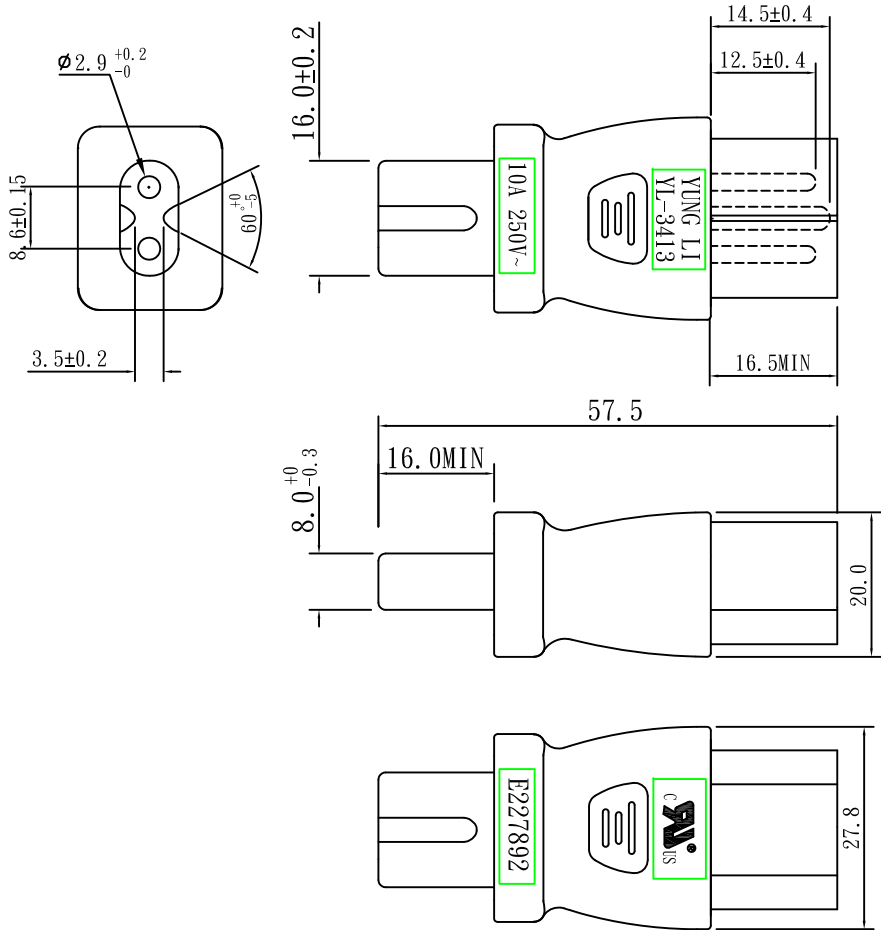 14.5±0.4
12.5±0.4
⌀2.9 +0.2 -0
16.0±0.2
8.6±0.15
60° +0 -5
3.5±0.2
10A 250V~
YUNG LI
YL-3413
16.5MIN
57.5
16.0MIN
8.0 +0 -0.3
20.0
E227892
C UR US ®
27.8